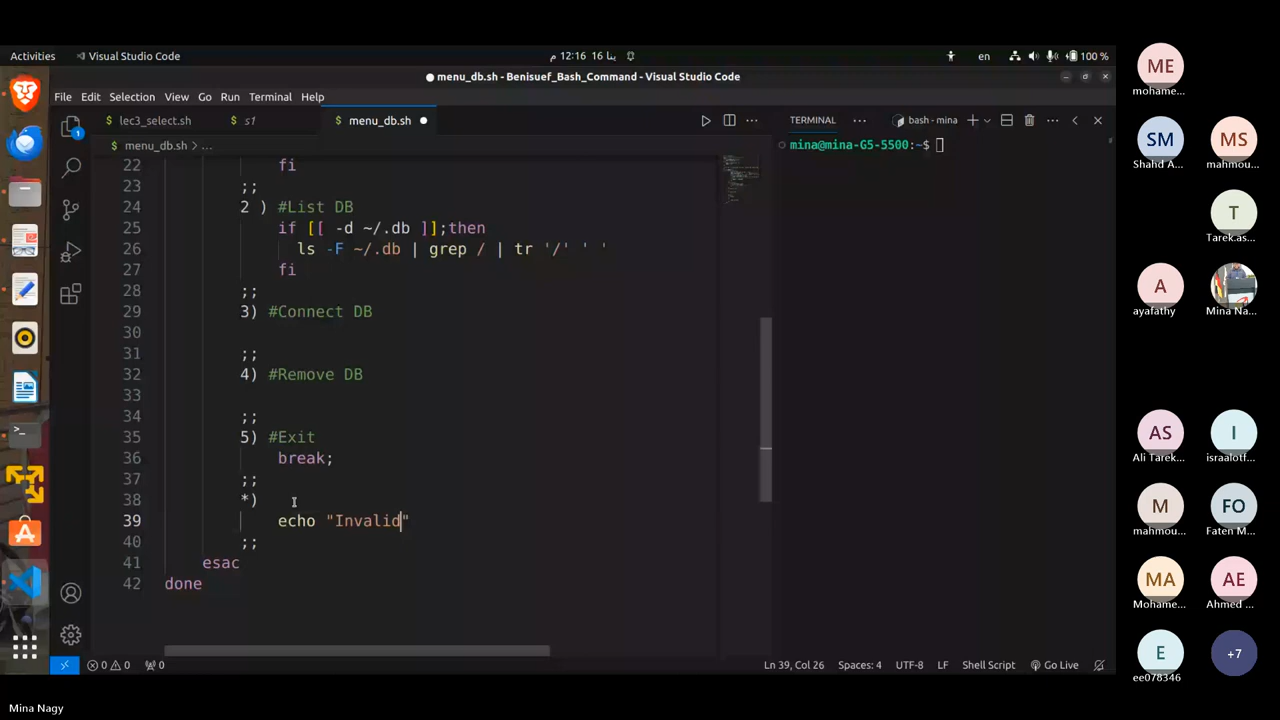 Activities
Visual Studio Code
12:16 م 16 يـا
en
100 %
menu_db.sh - Benisuef_Bash_Command - Visual Studio Code
File Edit Selection View Go Run Terminal Help
lec3_select.sh
s1
menu_db.sh
TERMINAL
bash - mina
menu_db.sh > ...
mina@mina-G5-5500:~$
22 fi
23 ;;
24 2 ) #List DB
25 if [[ -d ~/.db ]];then
26 ls -F ~/.db | grep / | tr '/' ' '
27 fi
28 ;;
29 3) #Connect DB
30
31 ;;
32 4) #Remove DB
33
34 ;;
35 5) #Exit
36 break;
37 ;;
38 *)
39 echo "Invalid"
40 ;;
41 esac
42 done
1
0 0 0
Ln 39, Col 26
Spaces: 4
UTF-8
LF
Shell Script
Go Live
ME
mohame...
SM
Shahd A...
MS
mahmou...
T
Tarek.as...
A
ayafathy
Mina Na...
AS
Ali Tarek...
I
israalotf...
M
mahmou...
FO
Faten M...
MA
Mohame...
AE
Ahmed ...
E
ee078346
+7
Mina Nagy